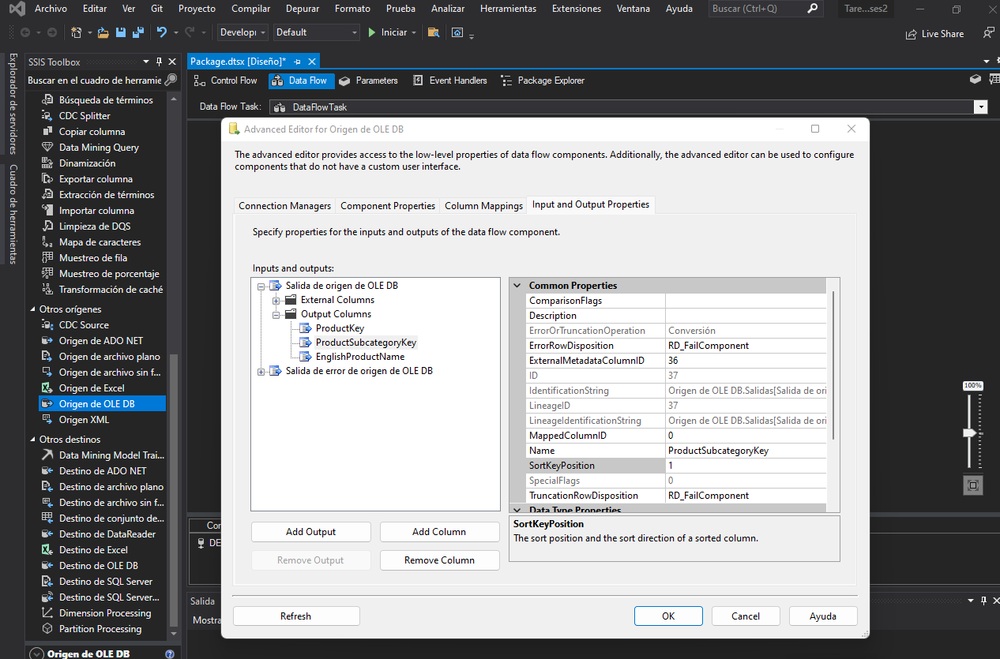 Archivo Editar Ver Git Proyecto Compilar Depurar Formato Prueba Analizar Herramientas Extensiones Ventana Ayuda Buscar (Ctrl+Q) Tare...ses2
Develop Default Iniciar Live Share
Explorador de servidores
Cuadro de herramientas
SSIS Toolbox
Buscar en el cuadro de herramie
Búsqueda de términos
CDC Splitter
Copiar columna
Data Mining Query
Dinamización
Exportar columna
Extracción de términos
Importar columna
Limpieza de DQS
Mapa de caracteres
Muestreo de fila
Muestreo de porcentaje
Transformación de caché
Otros orígenes
CDC Source
Origen de ADO NET
Origen de archivo plano
Origen de archivo sin f...
Origen de Excel
Origen de OLE DB
Origen XML
Otros destinos
Data Mining Model Trai...
Destino de ADO NET
Destino de archivo plano
Destino de archivo sin f...
Destino de conjunto de...
Destino de DataReader
Destino de Excel
Destino de OLE DB
Destino de SQL Server
Destino de SQL Server...
Dimension Processing
Partition Processing
Origen de OLE DB
Package.dtsx [Diseño]*
Control Flow Data Flow Parameters Event Handlers Package Explorer
Data Flow Task: DataFlowTask
Advanced Editor for Origen de OLE DB
The advanced editor provides access to the low-level properties of data flow components. Additionally, the advanced editor can be used to configure
components that do not have a custom user interface.
Connection Managers Component Properties Column Mappings Input and Output Properties
Specify properties for the inputs and outputs of the data flow component.
Inputs and outputs:
Salida de origen de OLE DB
External Columns
Output Columns
ProductKey
ProductSubcategoryKey
EnglishProductName
Salida de error de origen de OLE DB
Common Properties
ComparisonFlags
Description
ErrorOrTruncationOperation Conversión
ErrorRowDisposition RD_FailComponent
ExternalMetadataColumnID 36
ID 37
IdentificationString Origen de OLE DB.Salidas[Salida de ori
LineageID 37
LineageIdentificationString Origen de OLE DB.Salidas[Salida de ori
MappedColumnID 0
Name ProductSubcategoryKey
SortKeyPosition 1
SpecialFlags 0
TruncationRowDisposition RD_FailComponent
Data Type Properties
SortKeyPosition
The sort position and the sort direction of a sorted column.
Add Output Add Column
Remove Output Remove Column
Refresh OK Cancel Ayuda
100%
Con
DE
Salida
Mostra